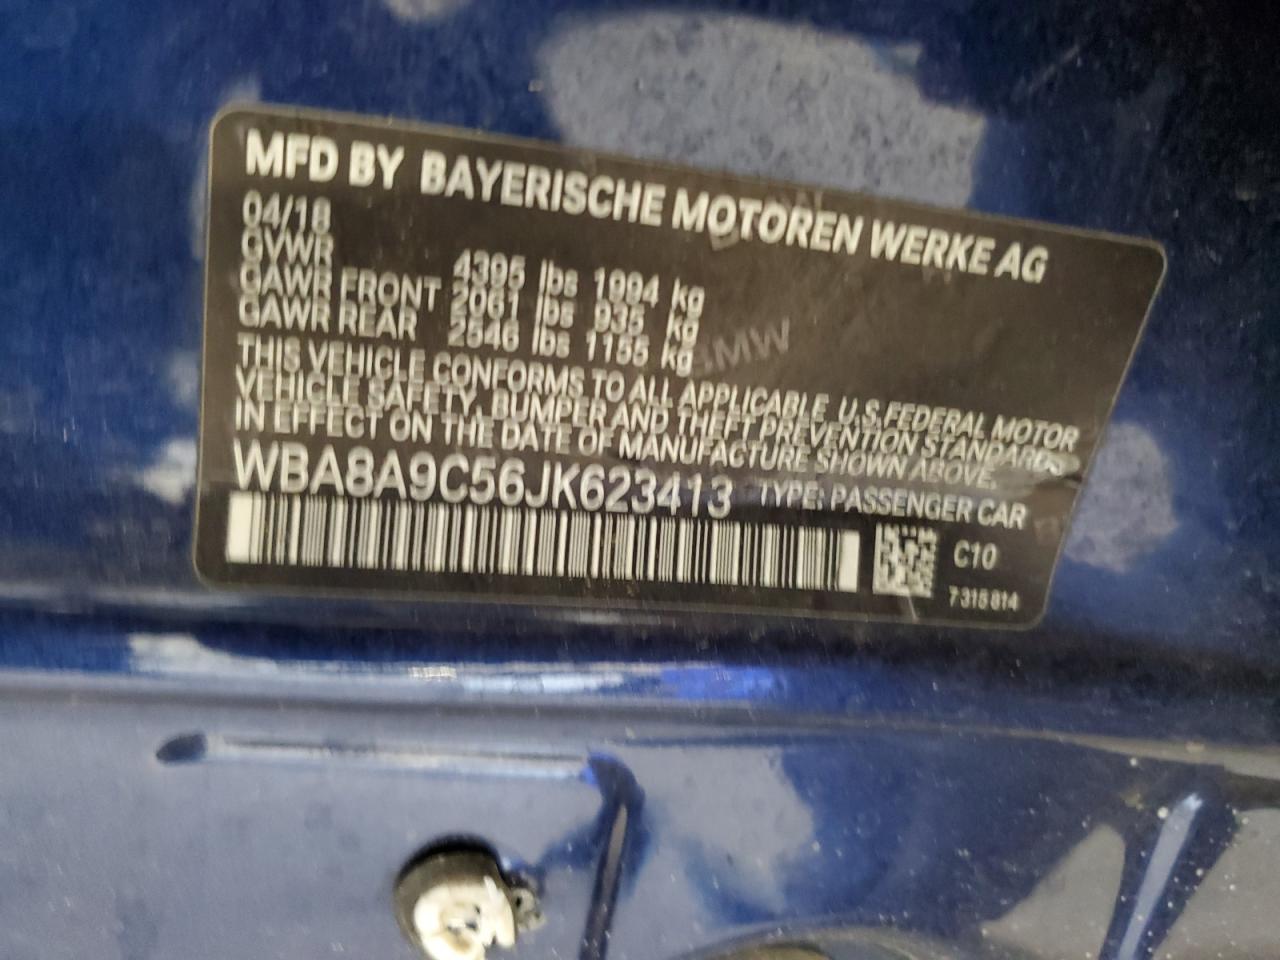 MFD BY BAYERISCHE MOTOREN WERKE AG
04/18
GVWR 4395 lbs 1994 kg
GAWR FRONT 2061 lbs 935 kg
GAWR REAR 2546 lbs 1155 kg
BMW
THIS VEHICLE CONFORMS TO ALL APPLICABLE U.S.FEDERAL MOTOR
VEHICLE SAFETY, BUMPER AND THEFT PREVENTION STANDARDS
IN EFFECT ON THE DATE OF MANUFACTURE SHOWN ABOVE.
WBA8A9C56JK623413 TYPE: PASSENGER CAR
C10
7 315 814